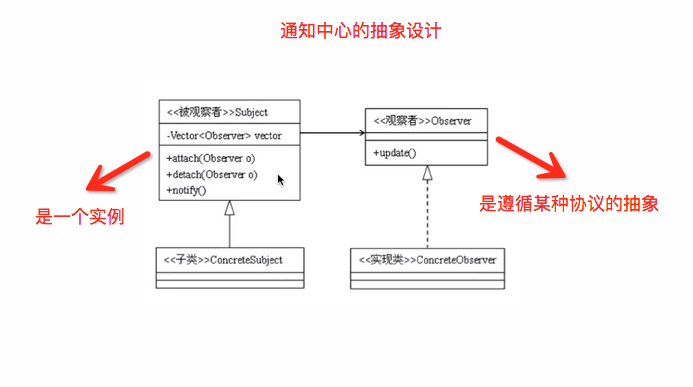 通知中心的抽象设计
<<被观察者>>Subject
-Vector<Observer> vector
+attach(Observer o)
+detach(Observer o)
+notify()
<<观察者>>Observer
+update()
是一个实例
是遵循某种协议的抽象
<<子类>>ConcreteSubject
<<实现类>>ConcreteObserver